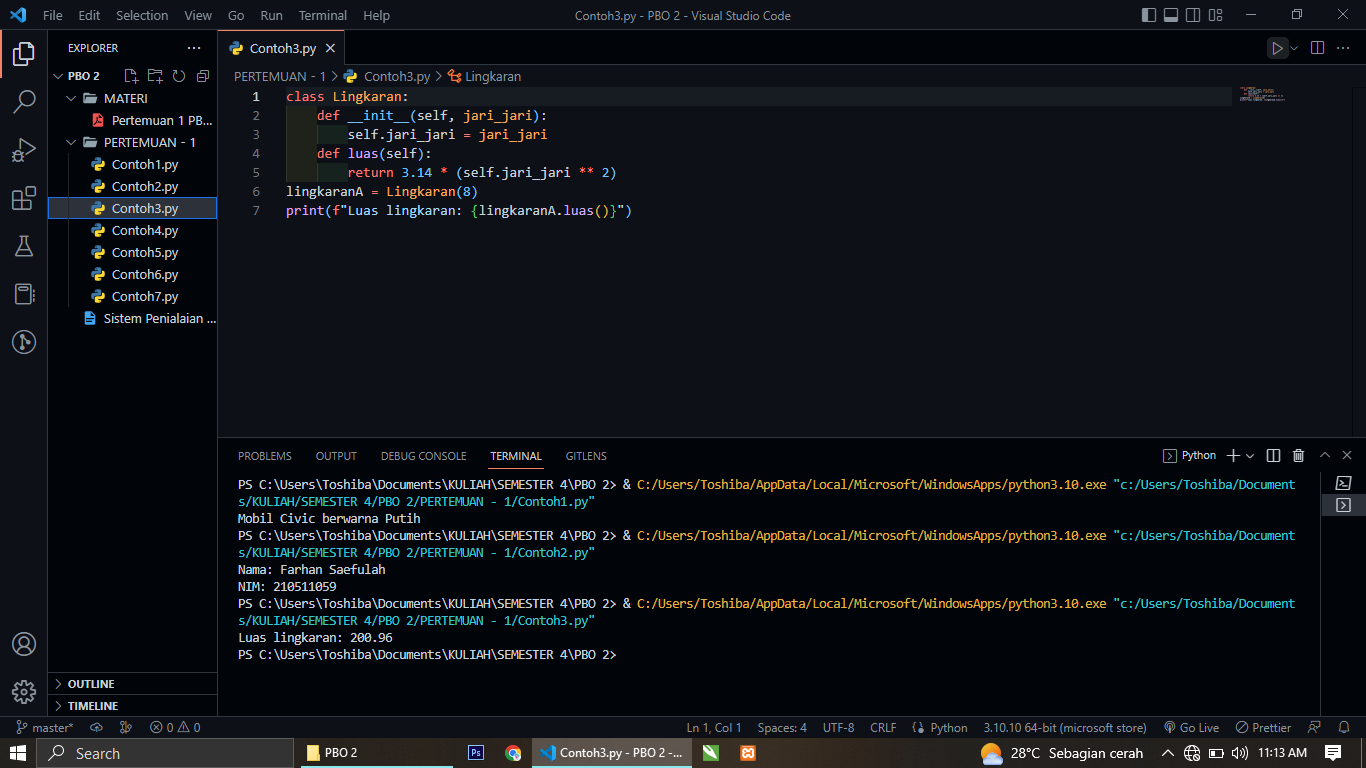 File Edit Selection View Go Run Terminal Help
Contoh3.py - PBO 2 - Visual Studio Code
EXPLORER
PBO 2
MATERI
Pertemuan 1 PB...
PERTEMUAN - 1
Contoh1.py
Contoh2.py
Contoh3.py
Contoh4.py
Contoh5.py
Contoh6.py
Contoh7.py
Sistem Penialaian ...
OUTLINE
TIMELINE
Contoh3.py
PERTEMUAN - 1 > Contoh3.py > Lingkaran
1 class Lingkaran:
2     def __init__(self, jari_jari):
3         self.jari_jari = jari_jari
4     def luas(self):
5         return 3.14 * (self.jari_jari ** 2)
6 lingkaranA = Lingkaran(8)
7 print(f"Luas lingkaran: {lingkaranA.luas()}")
PROBLEMS OUTPUT DEBUG CONSOLE TERMINAL GITLENS
Python
PS C:\Users\Toshiba\Documents\KULIAH\SEMESTER 4\PBO 2> & C:/Users/Toshiba/AppData/Local/Microsoft/WindowsApps/python3.10.exe "c:/Users/Toshiba/Document
s/KULIAH/SEMESTER 4/PBO 2/PERTEMUAN - 1/Contoh1.py"
Mobil Civic berwarna Putih
PS C:\Users\Toshiba\Documents\KULIAH\SEMESTER 4\PBO 2> & C:/Users/Toshiba/AppData/Local/Microsoft/WindowsApps/python3.10.exe "c:/Users/Toshiba/Document
s/KULIAH/SEMESTER 4/PBO 2/PERTEMUAN - 1/Contoh2.py"
Nama: Farhan Saefulah
NIM: 210511059
PS C:\Users\Toshiba\Documents\KULIAH\SEMESTER 4\PBO 2> & C:/Users/Toshiba/AppData/Local/Microsoft/WindowsApps/python3.10.exe "c:/Users/Toshiba/Document
s/KULIAH/SEMESTER 4/PBO 2/PERTEMUAN - 1/Contoh3.py"
Luas lingkaran: 200.96
PS C:\Users\Toshiba\Documents\KULIAH\SEMESTER 4\PBO 2>
master* 0 0 Ln 1, Col 1 Spaces: 4 UTF-8 CRLF Python 3.10.10 64-bit (microsoft store) Go Live Prettier
Search PBO 2 Ps Contoh3.py - PBO 2 -... 28°C Sebagian cerah 11:13 AM